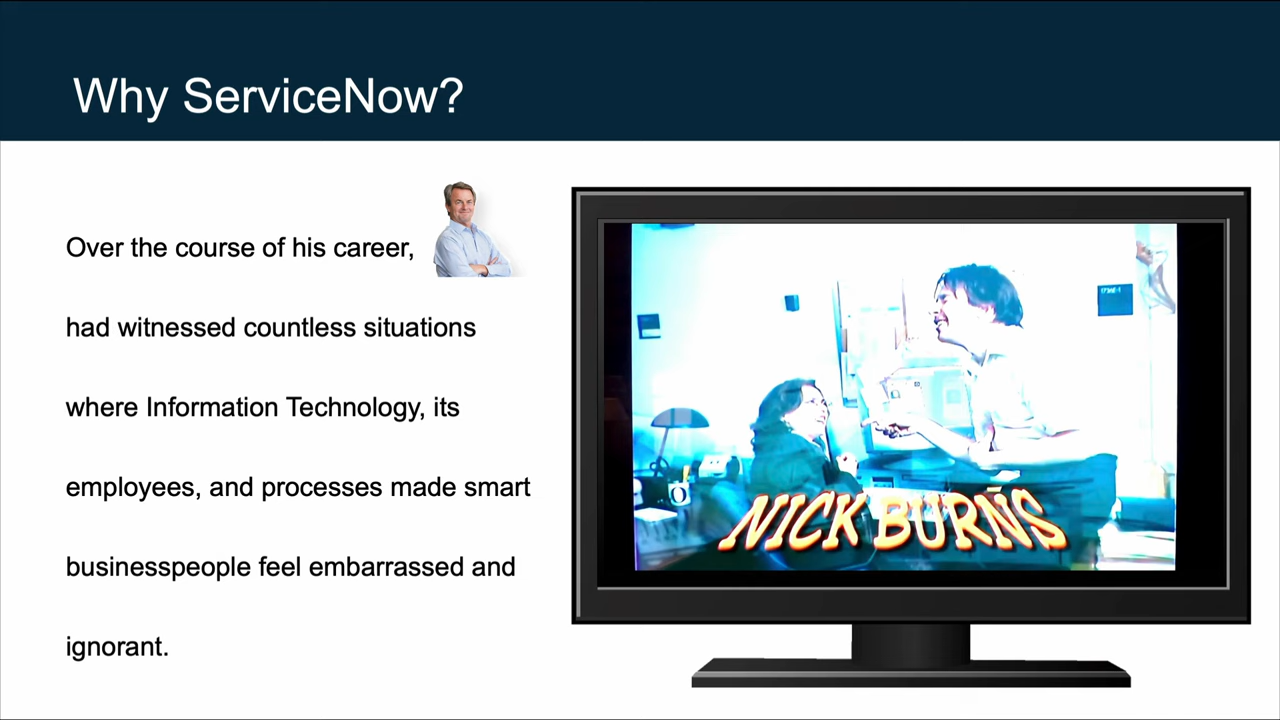 Why ServiceNow?
Over the course of his career,
had witnessed countless situations
where Information Technology, its
employees, and processes made smart
businesspeople feel embarrassed and
ignorant.
NICK BURNS